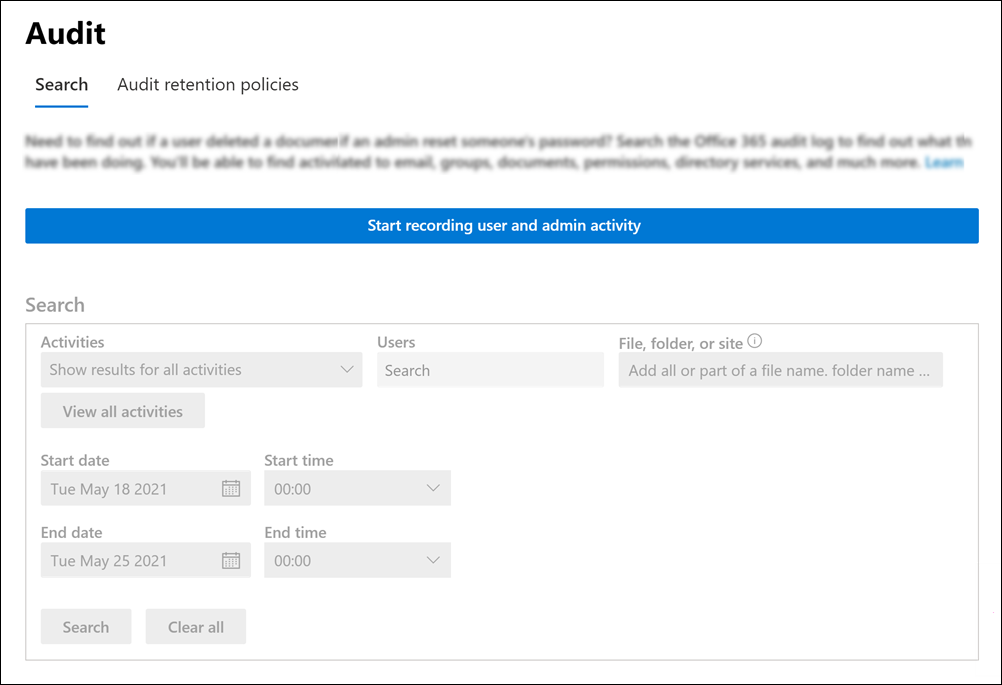 Audit
Search Audit retention policies
Need to find out if a user deleted a document if an admin reset someone's password? Search the Office 365 audit log to find out what th
have been doing. You'll be able to find activi lated to email, groups, documents, permissions, directory services, and much more. Learn
Start recording user and admin activity
Search
Activities Users File, folder, or site
Show results for all activities Search Add all or part of a file name. folder name ...
View all activities
Start date Start time
Tue May 18 2021 00:00
End date End time
Tue May 25 2021 00:00
Search Clear all